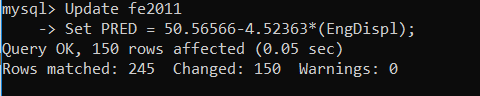 mysql> Update fe2011
    -> Set PRED = 50.56566-4.52363*(EngDispl);
Query OK, 150 rows affected (0.05 sec)
Rows matched: 245  Changed: 150  Warnings: 0